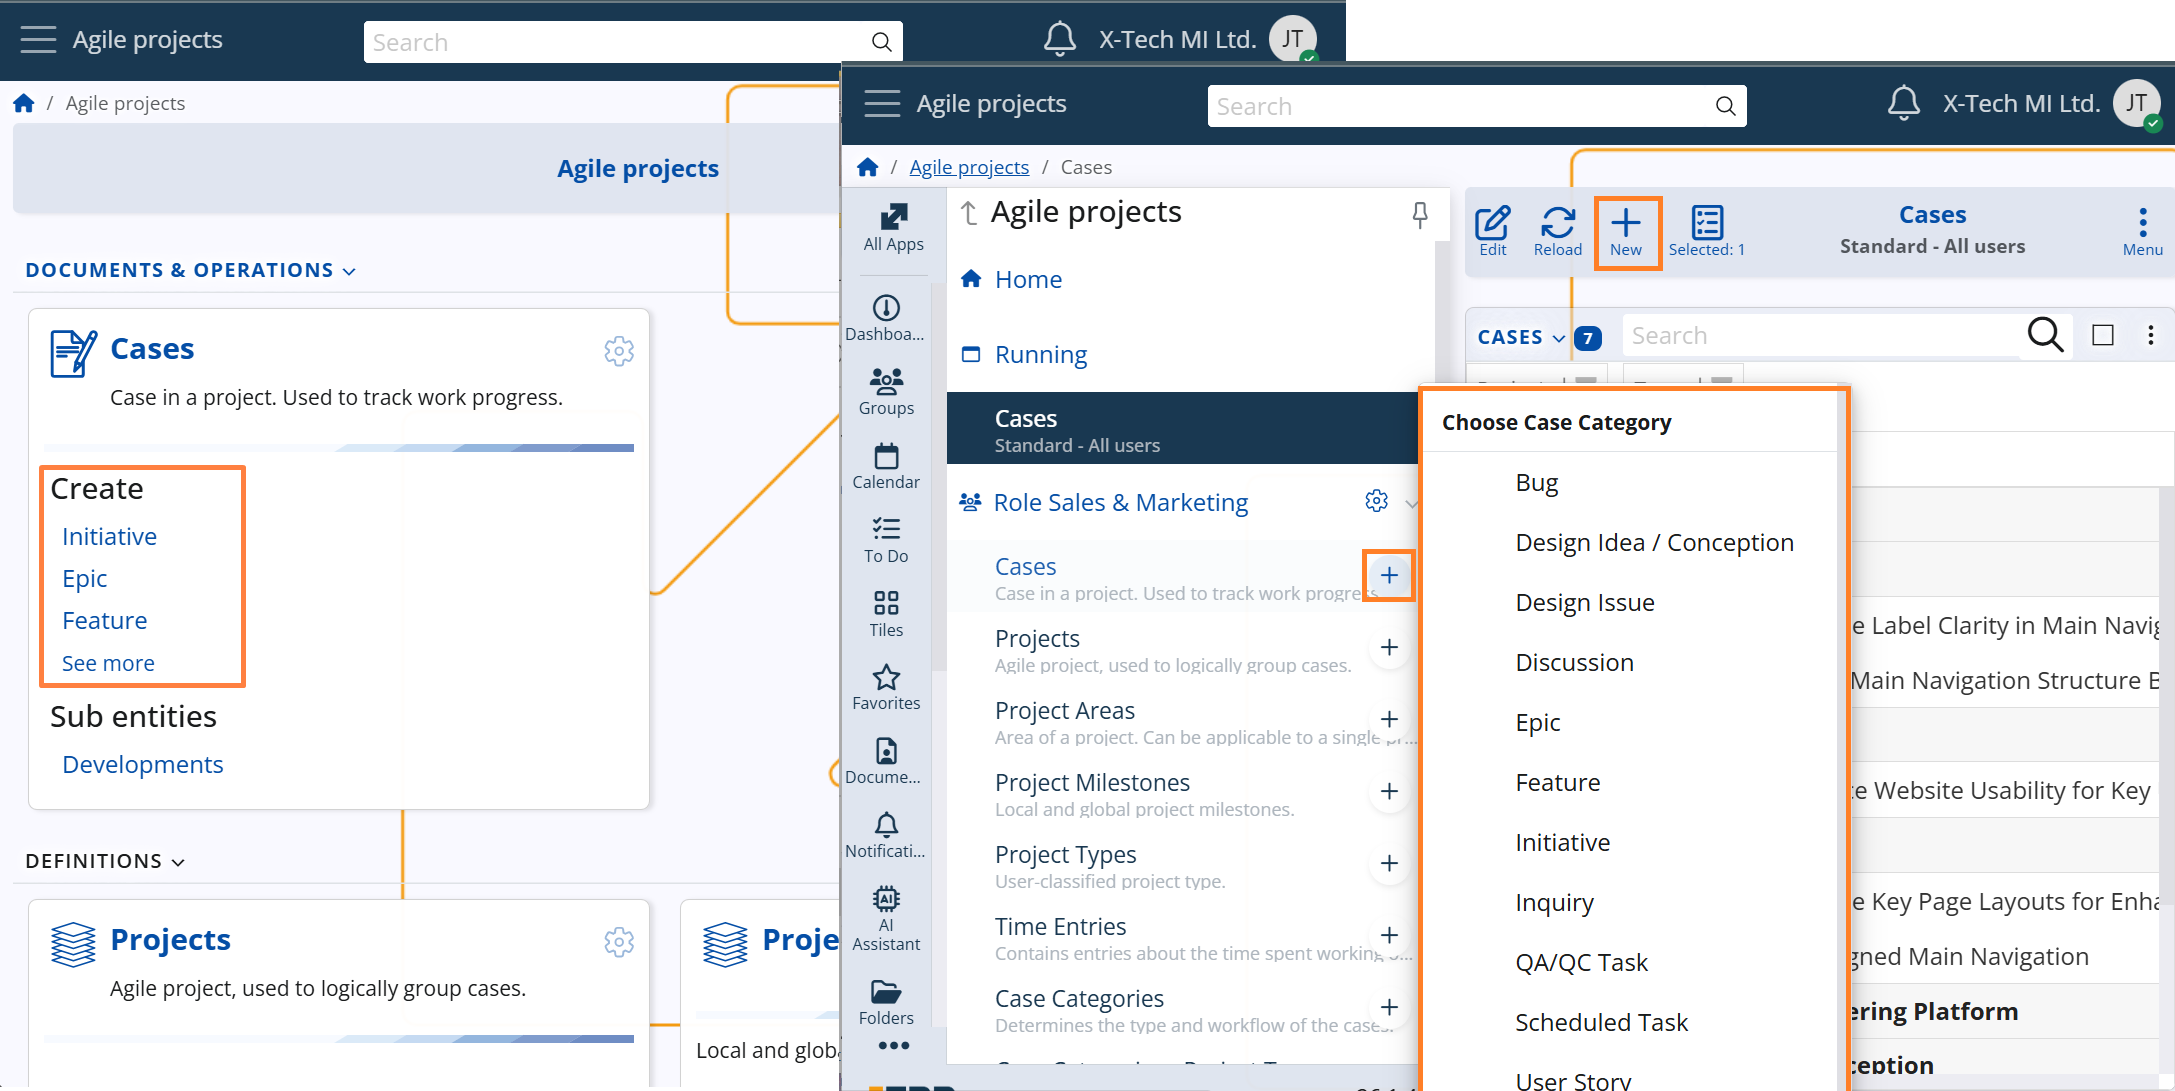 Agile projects
Search
X-Tech MI Ltd.
JT
/ Agile projects
Agile projects
DOCUMENTS & OPERATIONS
Cases
Case in a project. Used to track work progress.
Create
Initiative
Epic
Feature
See more
Sub entities
Developments
DEFINITIONS
Projects
Agile project, used to logically group cases.
Proje
Local and glob
Agile projects
Search
X-Tech MI Ltd.
JT
/ Agile projects / Cases
All Apps
Dashboa...
Groups
Calendar
To Do
Tiles
Favorites
Docume...
Notificati...
AI
AI
Assistant
Folders
Agile projects
Home
Running
Cases
Standard - All users
Role Sales & Marketing
Cases
Case in a project. Used to track work progress.
Projects
Agile project, used to logically group cases.
Project Areas
Area of a project. Can be applicable to a single pr...
Project Milestones
Local and global project milestones.
Project Types
User-classified project type.
Time Entries
Contains entries about the time spent working o...
Case Categories
Determines the type and workflow of the cases.
Edit
Reload
New
Selected: 1
Cases
Standard - All users
Menu
CASES
7
Search
Choose Case Category
Bug
Design Idea / Conception
Design Issue
Discussion
Epic
Feature
Initiative
Inquiry
QA/QC Task
Scheduled Task
User Story
e Label Clarity in Main Navig
Main Navigation Structure B
e Website Usability for Key
e Key Page Layouts for Enha
gned Main Navigation
ering Platform
ception